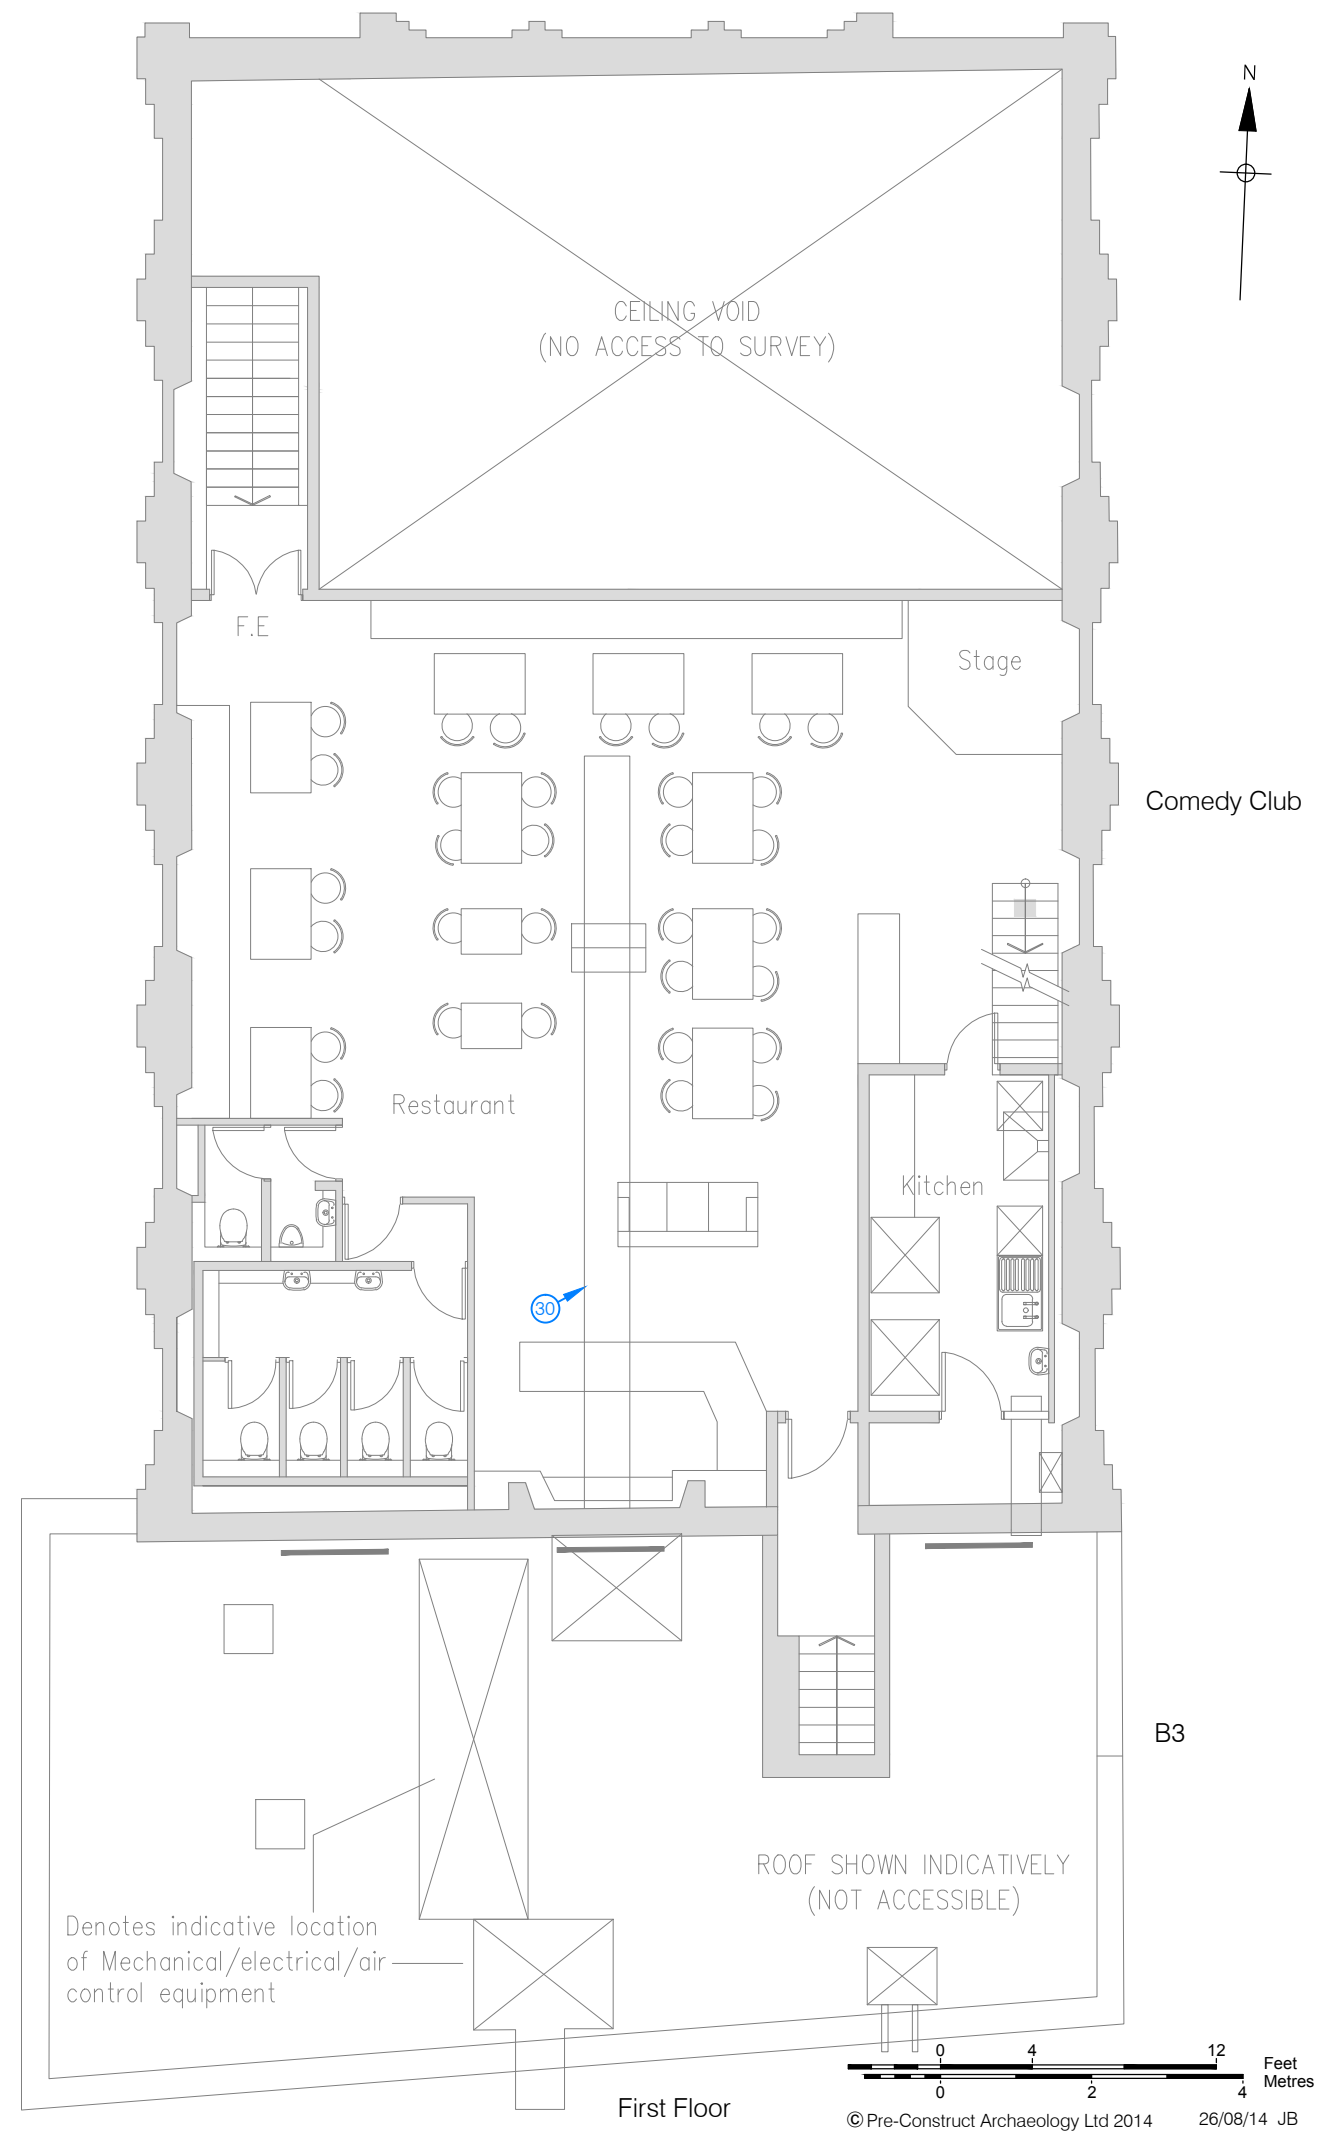 N
CEILING VOID
(NO ACCESS TO SURVEY)
F.E
Stage
Comedy Club
Restaurant
Kitchen
30
B3
ROOF SHOWN INDICATIVELY
(NOT ACCESSIBLE)
Denotes indicative location
of Mechanical/electrical/air
control equipment
0 4 12 Feet
Metres
0 2 4
First Floor
© Pre-Construct Archaeology Ltd 2014 26/08/14 JB